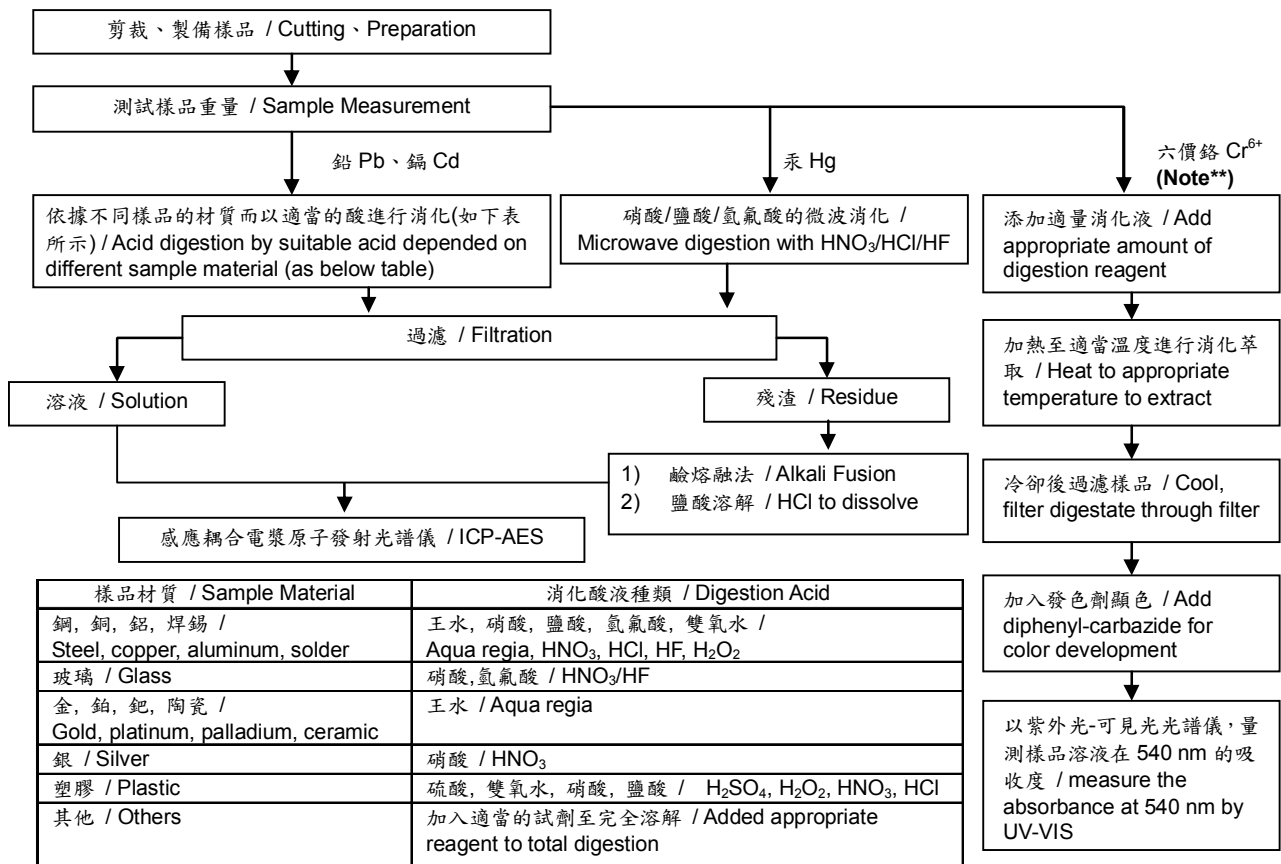 剪裁、製備樣品 / Cutting、Preparation
測試樣品重量 / Sample Measurement
鉛 Pb、鎘 Cd
汞 Hg
六價鉻 Cr⁶⁺
(Note**)
依據不同樣品的材質而以適當的酸進行消化(如下表
所示) / Acid digestion by suitable acid depended on
different sample material (as below table)
硝酸/鹽酸/氫氟酸的微波消化 /
Microwave digestion with HNO₃/HCl/HF
添加適量消化液 / Add
appropriate amount of
digestion reagent
過濾 / Filtration
加熱至適當溫度進行消化萃
取 / Heat to appropriate
temperature to extract
溶液 / Solution
殘渣 / Residue
1) 鹼熔融法 / Alkali Fusion
2) 鹽酸溶解 / HCl to dissolve
冷卻後過濾樣品 / Cool,
filter digestate through filter
感應耦合電漿原子發射光譜儀 / ICP-AES
加入發色劑顯色 / Add
diphenyl-carbazide for
color development
以紫外光-可見光光譜儀，量
測樣品溶液在 540 nm 的吸
收度 / measure the
absorbance at 540 nm by
UV-VIS
樣品材質 / Sample Material 消化酸液種類 / Digestion Acid
鋼, 銅, 鋁, 焊錫 / 王水, 硝酸, 鹽酸, 氫氟酸, 雙氧水 /
Steel, copper, aluminum, solder Aqua regia, HNO₃, HCl, HF, H₂O₂
玻璃 / Glass 硝酸,氫氟酸 / HNO₃/HF
金, 鉑, 鈀, 陶瓷 / 王水 / Aqua regia
Gold, platinum, palladium, ceramic
銀 / Silver 硝酸 / HNO₃
塑膠 / Plastic 硫酸, 雙氧水, 硝酸, 鹽酸 / H₂SO₄, H₂O₂, HNO₃, HCl
其他 / Others 加入適當的試劑至完全溶解 / Added appropriate
reagent to total digestion